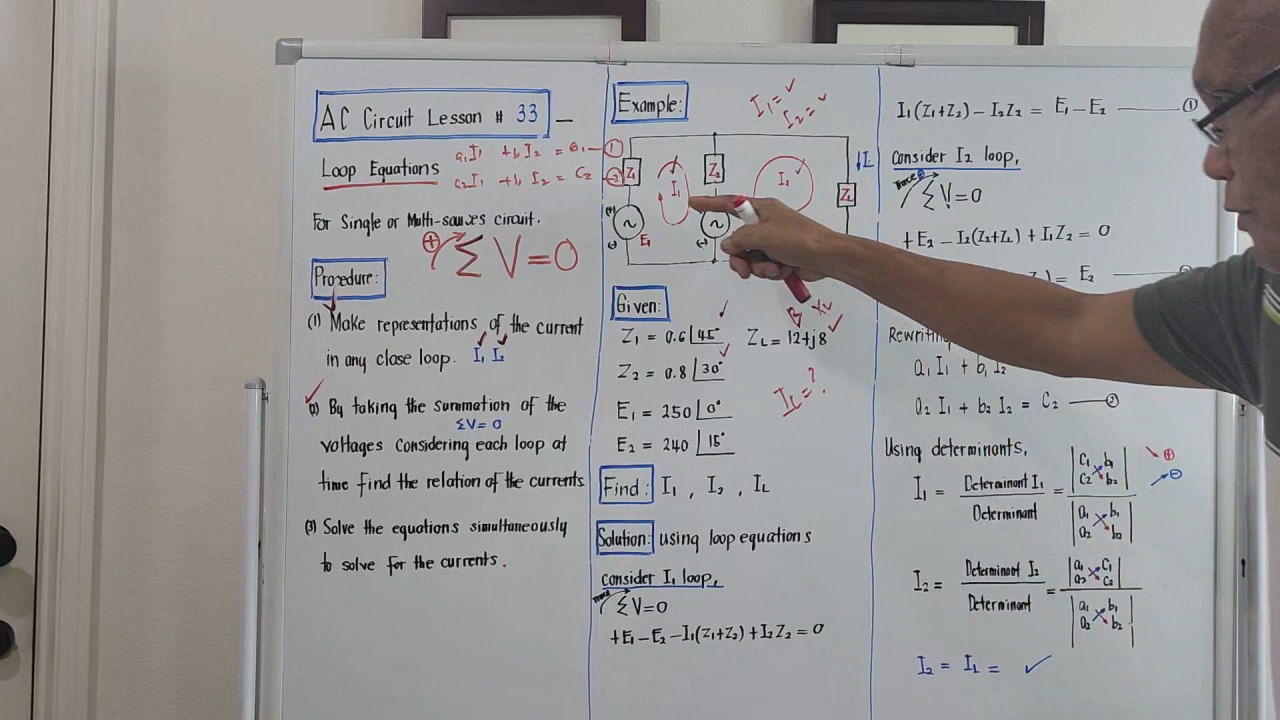 AC Circuit Lesson # 33
Loop Equations
a₁I₁ + b₁I₂ = C₁ - ①
a₂I₁ + b₂I₂ = C₂ - ②
For Single or Multi-sources circuit.
⊕ Σ V=0
Procedure:
(1) Make representations of the current
in any close loop. I₁ I₂
(2) By taking the summation of the
ΣV=0
voltages Considering each loop at
time find the relation of the currents
(3) Solve the equations simultaneously
to solve for the currents.
Example:
I₁= ✓
I₂= ✓
Z₁
I₁
Z₂
I₂
ZL
IL
(+)
(-)
E₁
~
~
(-)
Given:
Z₁ = 0.6∠45°
ZL= 12+j8
R XL
Z₂ = 0.8∠30°
E₁ = 250∠0°
E₂ = 240∠15°
IL=?
Find: I₁ , I₂ , IL
Solution: using loop equations
consider I₁ loop,
Trace
ΣV=0
+E₁-E₂-I₁(Z₁+Z₂)+I₂Z₂=0
I₁(Z₁+Z₂)-I₂Z₂ = E₁-E₂ — ①
Consider I₂ loop,
Trace
ΣV=0
+E₂-I₂(Z₂+ZL)+I₁Z₂=0
) = E₂
Rewriting
a₁I₁ + b₁I₂
a₂I₁ + b₂I₂ = C₂ — ②
Using determinants,
I₁ = Determinant I₁ / Determinant = |C₁ b₁ C₂ b₂| / |a₁ b₁ a₂ b₂|
⊕
⊖
I₂ = Determinant I₂ / Determinant = |a₁ C₁ a₂ C₂| / |a₁ b₁ a₂ b₂|
I₂ = IL = ✓